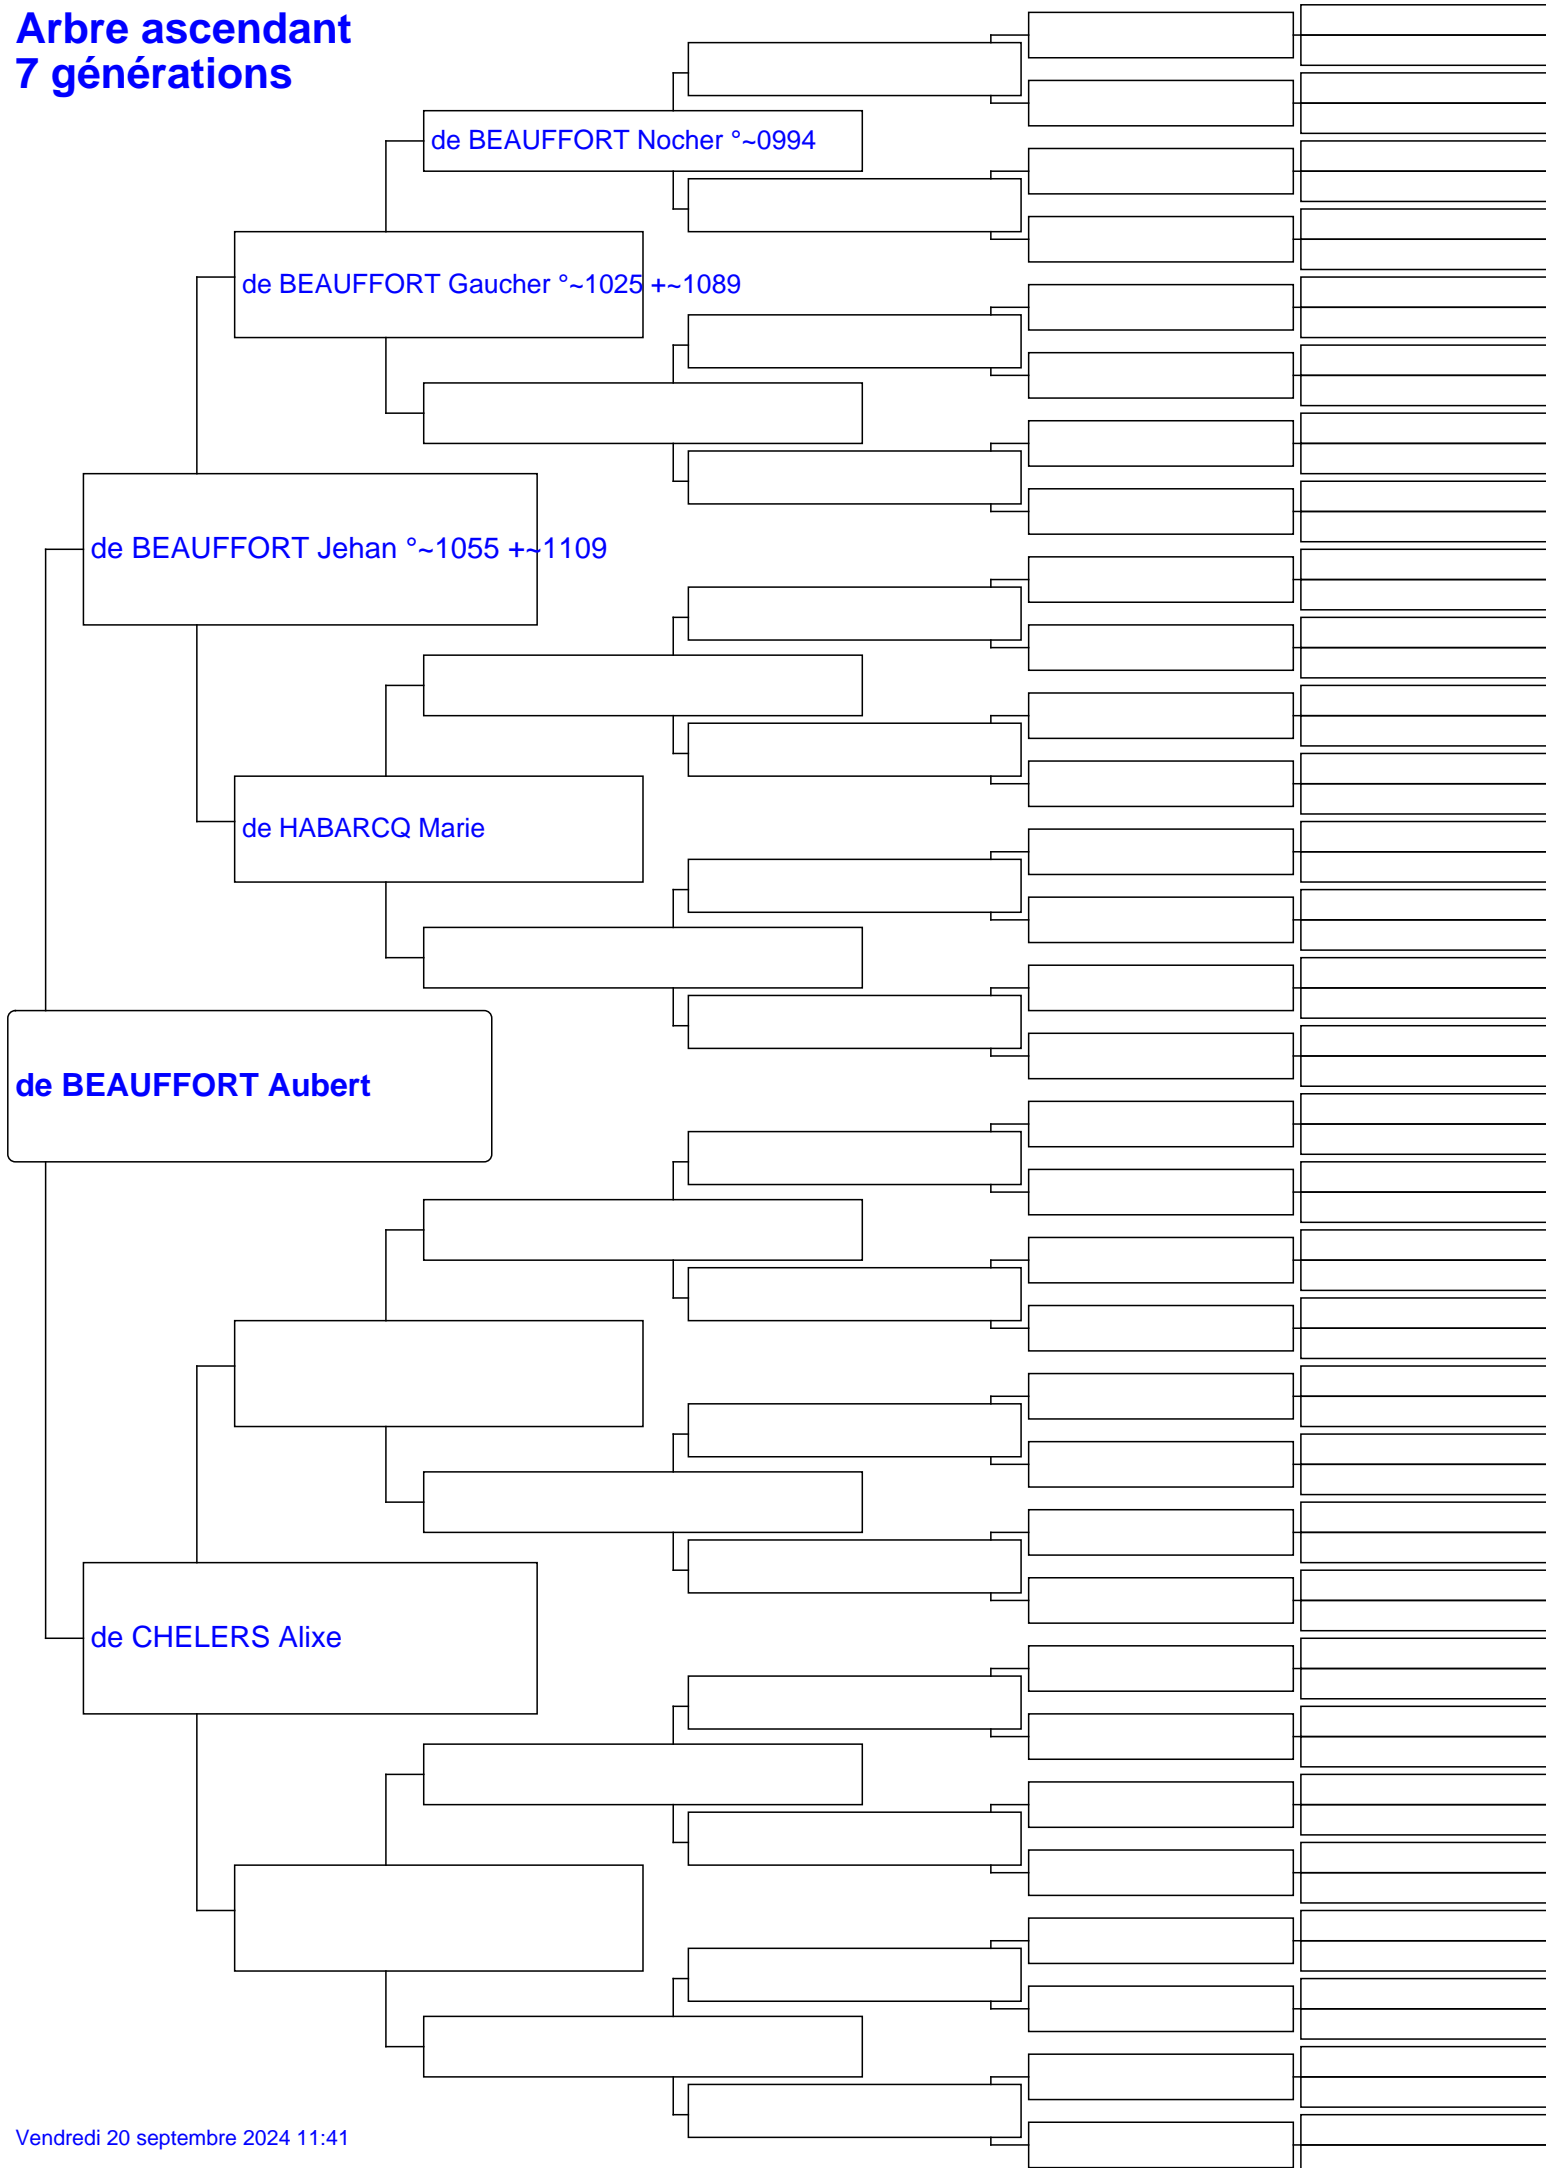 Arbre ascendant
7 générations
de BEAUFFORT Nocher °~0994
de BEAUFFORT Gaucher °~1025 +~1089
de BEAUFFORT Jehan °~1055 +~1109
de HABARCQ Marie
de BEAUFFORT Aubert
de CHELERS Alixe
Vendredi 20 septembre 2024 11:41